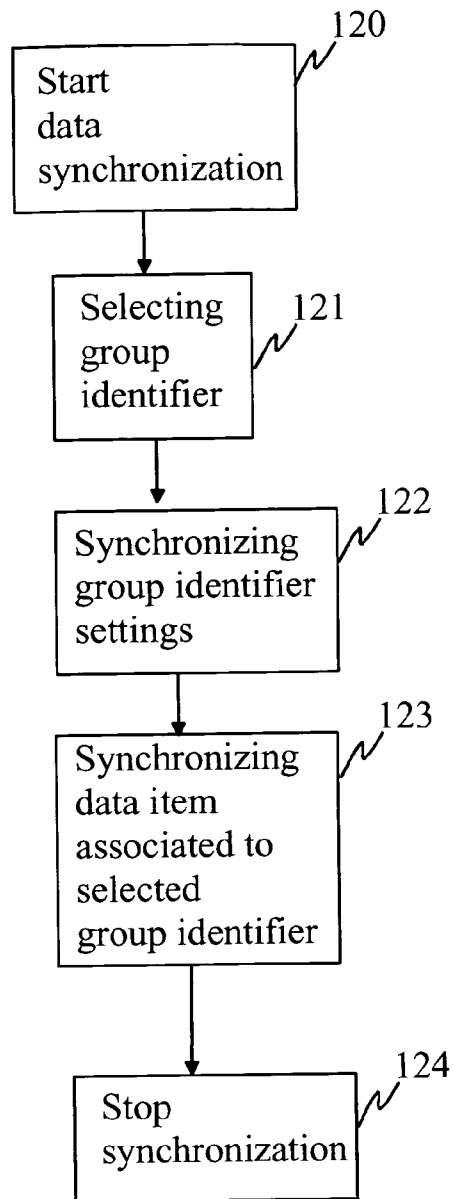 120
Start
data
synchronization
121
Selecting
group
identifier
122
Synchronizing
group identifier
settings
123
Synchronizing
data item
associated to
selected
group identifier
124
Stop
synchronization